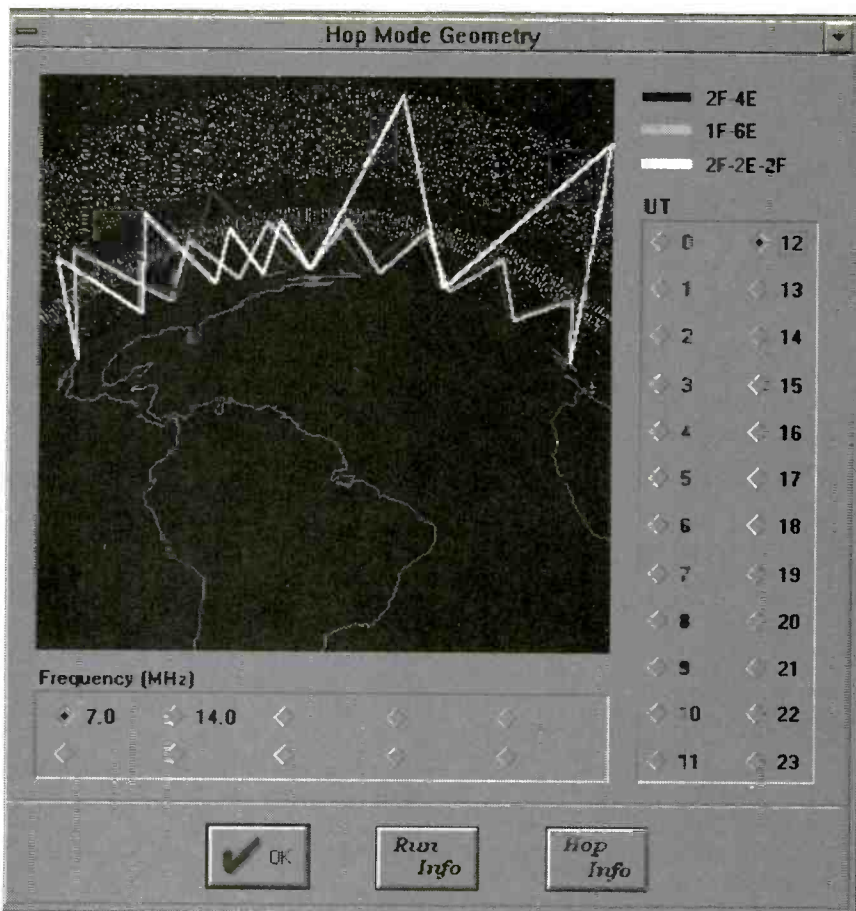 Hop Mode Geometry
2F-4E
1F-6E
2F-2E-2F
UT
0 12
1 13
2 14
3 15
4 16
5 17
6 18
7 19
8 20
9 21
10 22
11 23
Frequency (MHz)
7.0 14.0
OK
Run Info
Hop Info